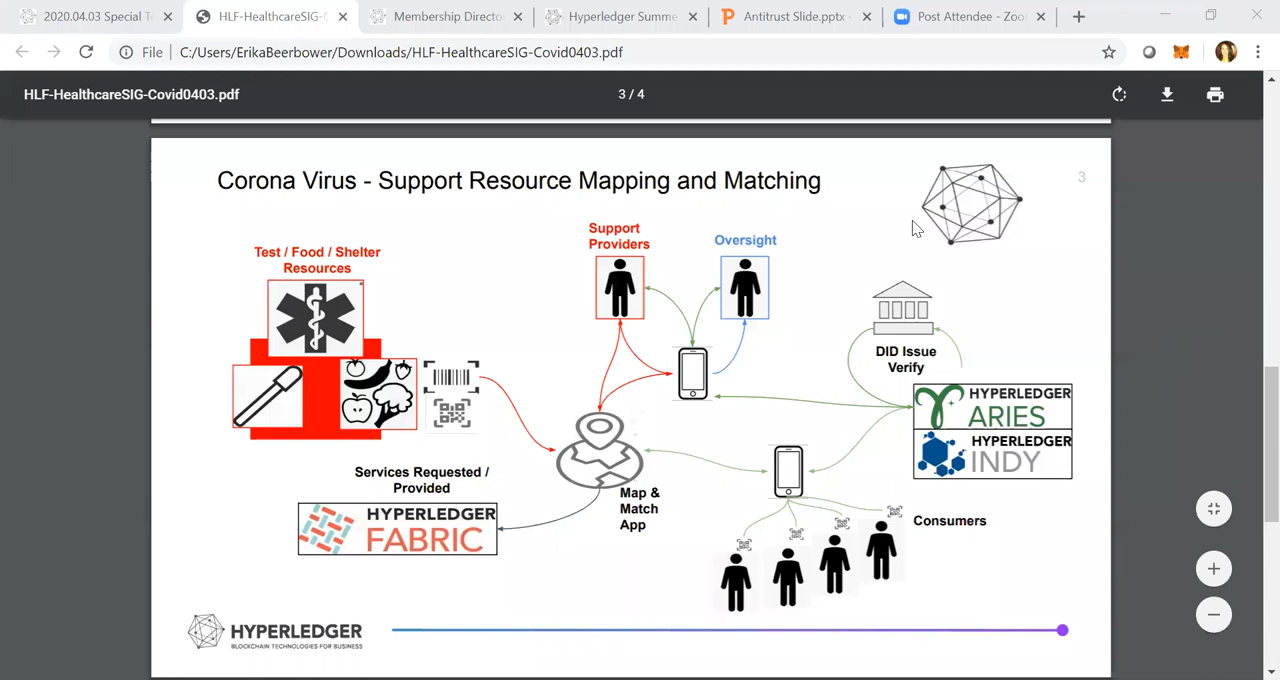 2020.04.03 Special T
HLF-HealthcareSIG-C
Membership Directo
Hyperledger Summe
Antitrust Slide.pptx -
Post Attendee - Zoo
File
C:/Users/ErikaBeerbower/Downloads/HLF-HealthcareSIG-Covid0403.pdf
HLF-HealthcareSIG-Covid0403.pdf
3 / 4
Corona Virus - Support Resource Mapping and Matching
3
Support
Providers
Oversight
Test / Food / Shelter
Resources
DID Issue
Verify
HYPERLEDGER
ARIES
HYPERLEDGER
INDY
Services Requested /
Provided
HYPERLEDGER
FABRIC
Map &
Match
App
Consumers
HYPERLEDGER
BLOCKCHAIN TECHNOLOGIES FOR BUSINESS